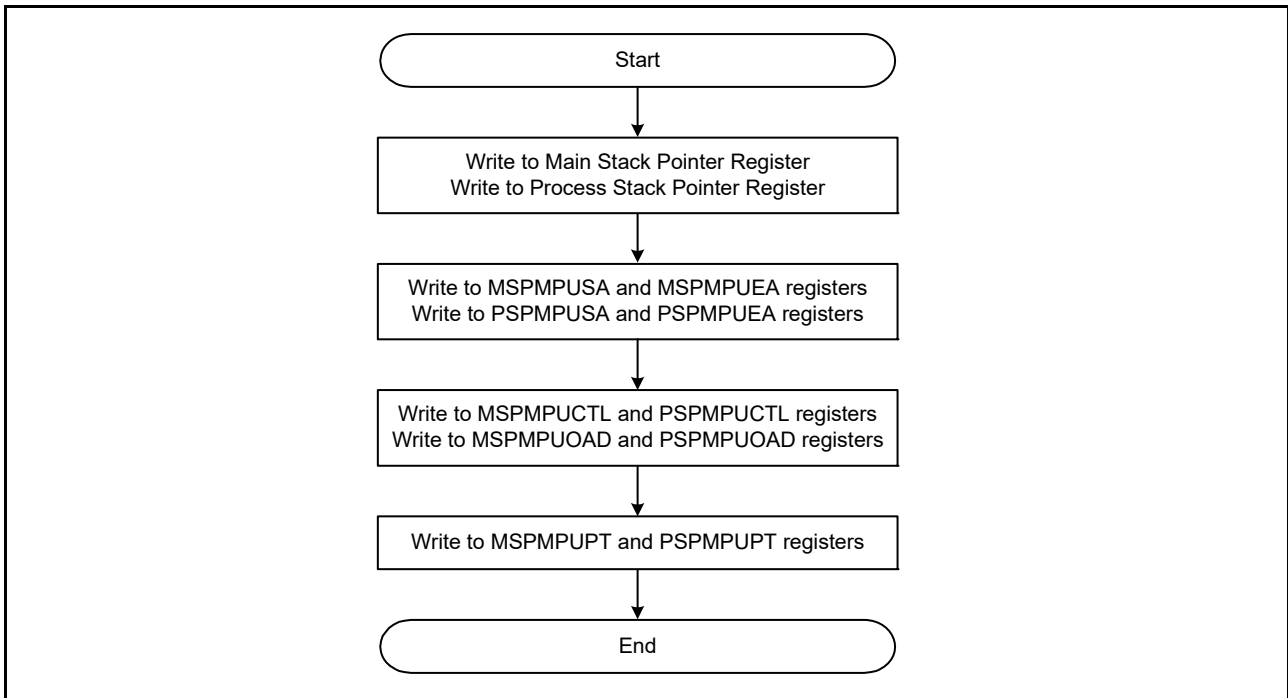 Start
Write to Main Stack Pointer Register
Write to Process Stack Pointer Register
Write to MSPMPUSA and MSPMPUEA registers
Write to PSPMPUSA and PSPMPUEA registers
Write to MSPMPUCTL and PSPMPUCTL registers
Write to MSPMPUOAD and PSPMPUOAD registers
Write to MSPMPUPT and PSPMPUPT registers
End